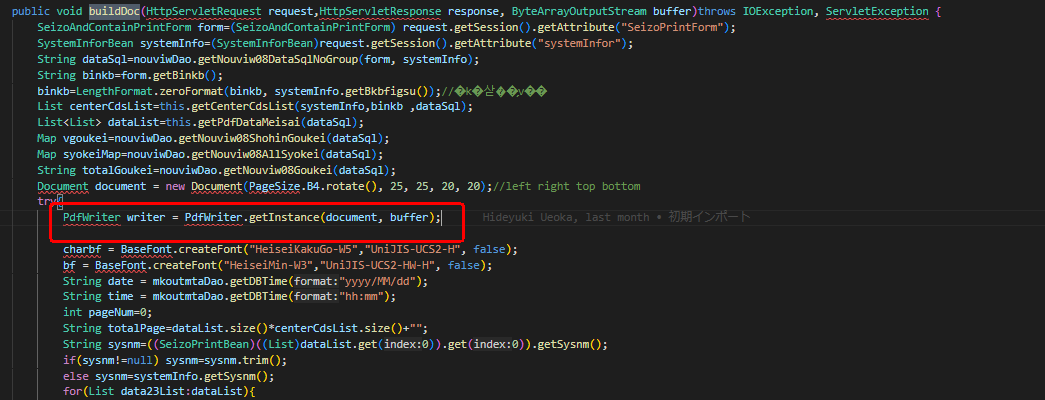 public void buildDoc(HttpServletRequest request,HttpServletResponse response, ByteArrayOutputStream buffer)throws IOException, ServletException {
SeizoAndContainPrintForm form=(SeizoAndContainPrintForm) request.getSession().getAttribute("SeizoPrintForm");
SystemInforBean systemInfo=(SystemInforBean)request.getSession().getAttribute("systemInfor");
String dataSql=nouviwDao.getNouviw08DataSqlNoGroup(form, systemInfo);
String binkb=form.getBinkb();
binkb=LengthFormat.zeroFormat(binkb, systemInfo.getBkbfigsu());//�k�샾��̩v��
List centerCdsList=this.getCenterCdsList(systemInfo,binkb ,dataSql);
List<List> dataList=this.getPdfDataMeisai(dataSql);
Map vgoukei=nouviwDao.getNouviw08ShohinGoukei(dataSql);
Map syokeiMap=nouviwDao.getNouviw08AllSyokei(dataSql);
String totalGoukei=nouviwDao.getNouviw08Goukei(dataSql);
Document document = new Document(PageSize.B4.rotate(), 25, 25, 20, 20);//left right top bottom
try{
PdfWriter writer = PdfWriter.getInstance(document, buffer); Hideyuki Ueoka, last month • 初期インポート
charbf = BaseFont.createFont("HeiseiKakuGo-W5","UniJIS-UCS2-H", false);
bf = BaseFont.createFont("HeiseiMin-W3","UniJIS-UCS2-HW-H", false);
String date = mkoutmtaDao.getDBTime(format:"yyyy/MM/dd");
String time = mkoutmtaDao.getDBTime(format:"hh:mm");
int pageNum=0;
String totalPage=dataList.size()*centerCdsList.size()+"";
String sysnm=((SeizoPrintBean)((List)dataList.get(index:0)).get(index:0)).getSysnm();
if(sysnm!=null) sysnm=sysnm.trim();
else sysnm=systemInfo.getSysnm();
for(List data23List:dataList){